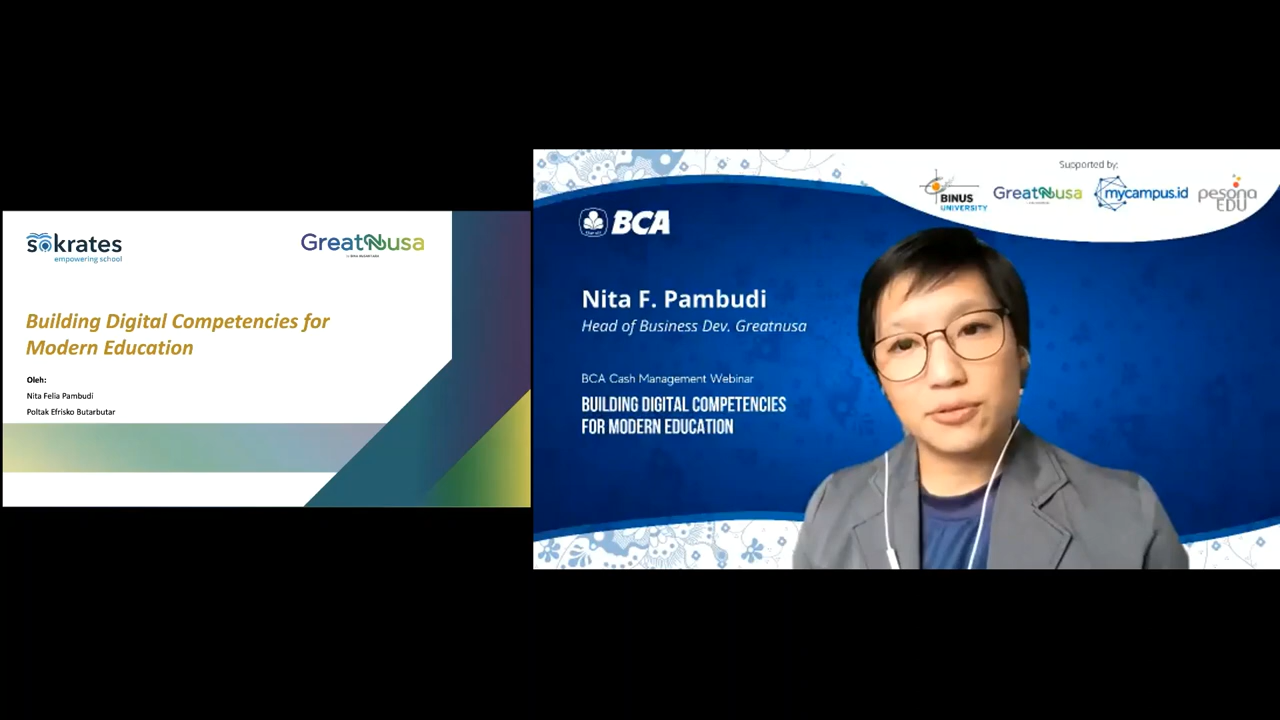 sokrates
empowering school
GreatNusa
Building Digital Competencies for
Modern Education
Oleh:
Nita Felia Pambudi
Poltak Efrisko Butarbutar
Supported by:
BINUS
UNIVERSITY
GreatNusa
mycampus.id
pesona
EDU
BCA
Nita F. Pambudi
Head of Business Dev. Greatnusa
BCA Cash Management Webinar
BUILDING DIGITAL COMPETENCIES
FOR MODERN EDUCATION